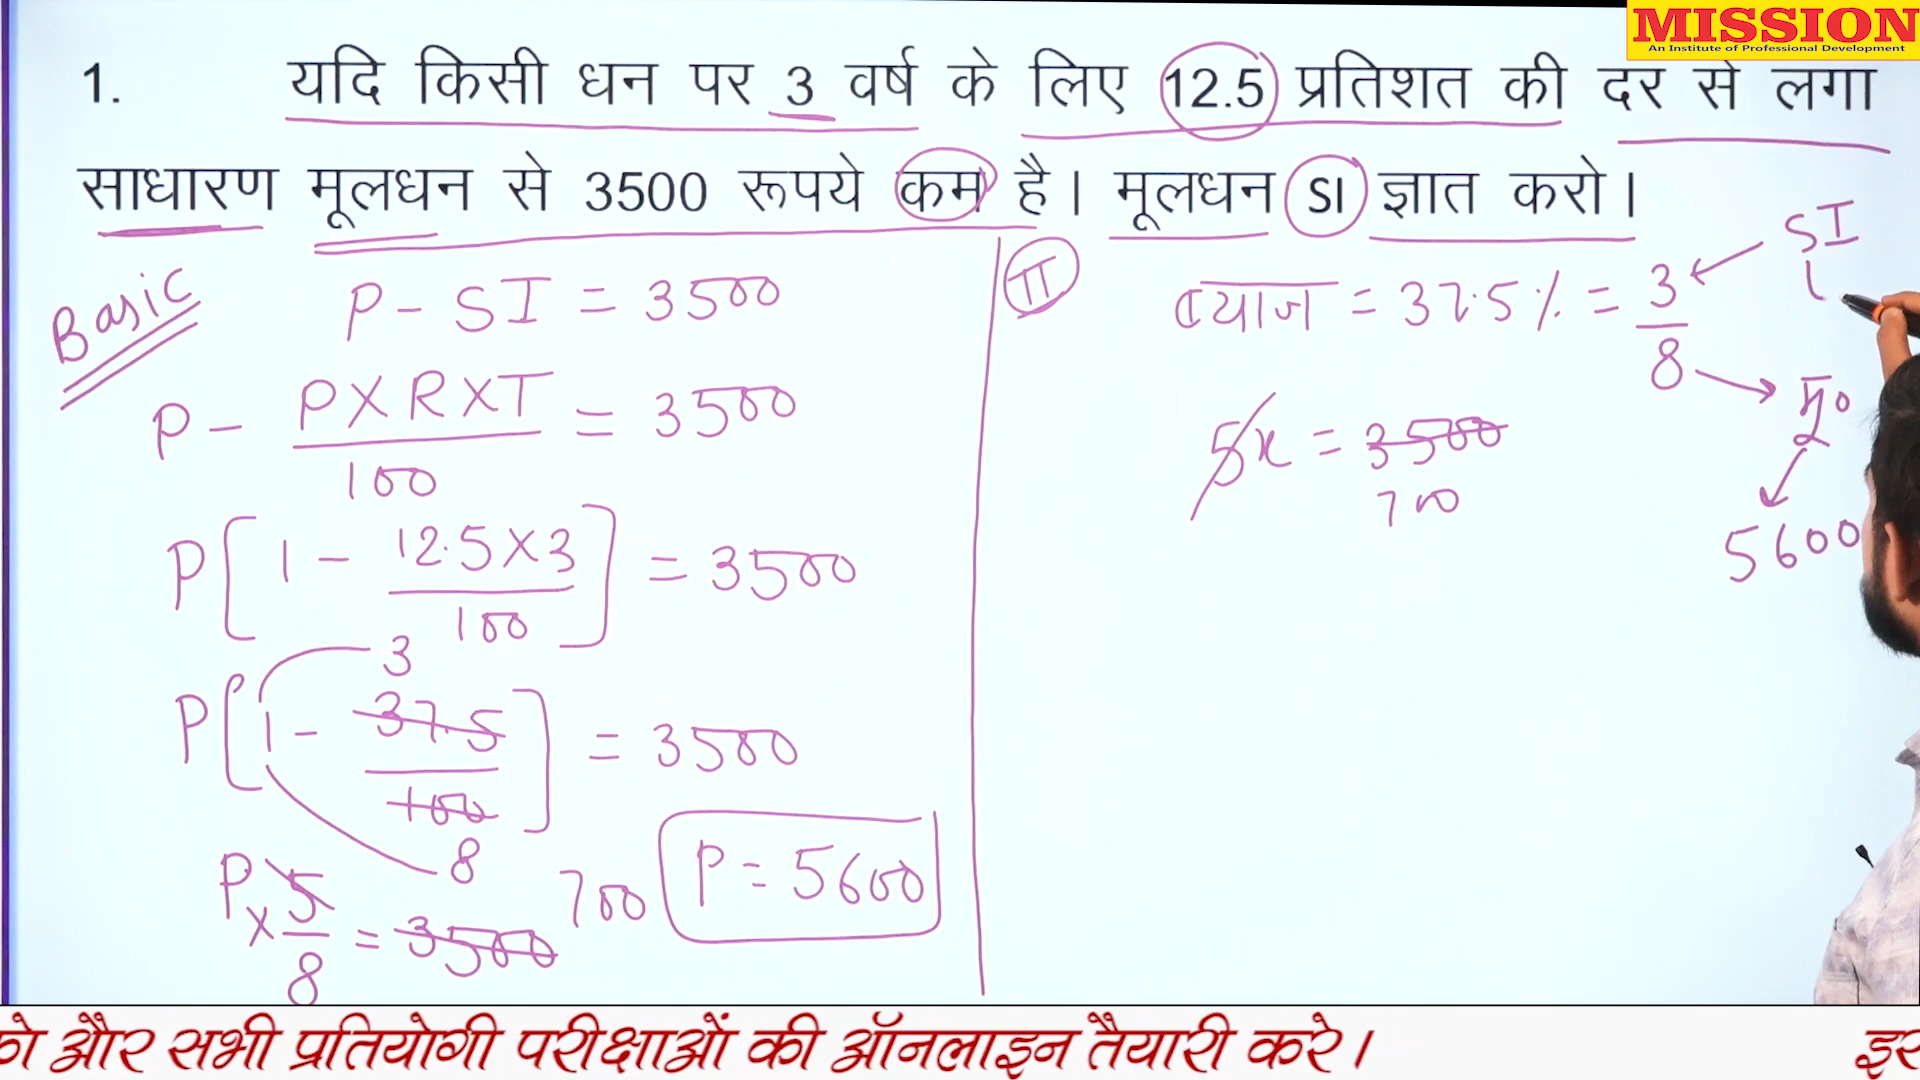 MISSION
An Institute of Professional Development
1. यदि किसी धन पर 3 वर्ष के लिए 12.5 प्रतिशत की दर से लगा
साधारण मूलधन से 3500 रूपये कम है। मूलधन SI ज्ञात करो।
Basic
P - SI = 3500
P - P×R×T/100 = 3500
P[1 - 12.5×3/100] = 3500
3
P[1 - 37.5/100] = 3500
8
P × 5/8 = 3500
700
P = 5600
II
ब्याज = 37.5% = 3/8
SI
मू०
5600
5x = 3500
700
और सभी प्रतियोगी परीक्षाओं की ऑनलाइन तैयारी करे।